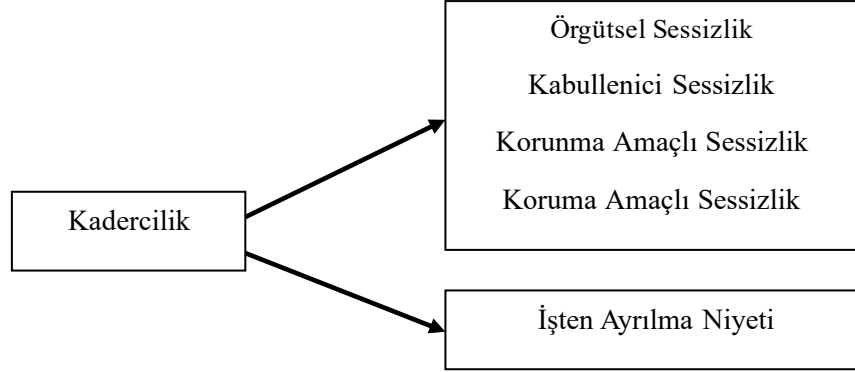 Örgütsel Sessizlik
Kabullenici Sessizlik
Korunma Amaçlı Sessizlik
Koruma Amaçlı Sessizlik
Kadercilik
İşten Ayrılma Niyeti